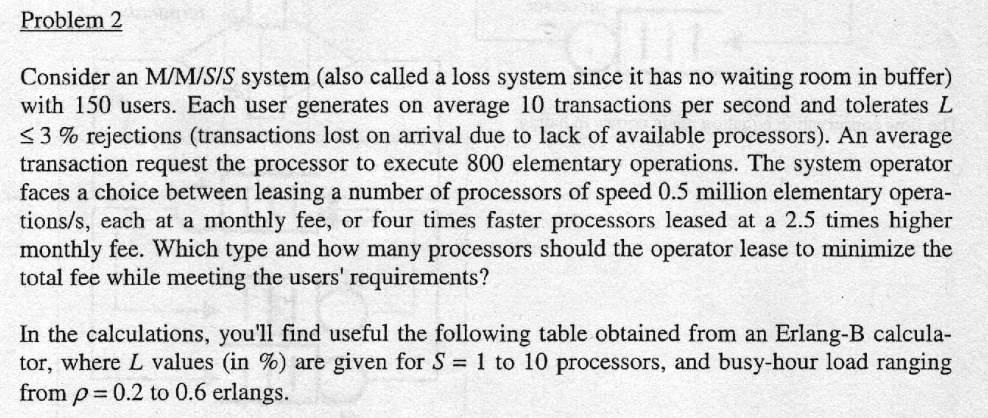 Problem 2
Consider an M/M/S/S system (also called a loss system since it has no waiting room in buffer)
with 150 users. Each user generates on average 10 transactions per second and tolerates L
≤ 3 % rejections (transactions lost on arrival due to lack of available processors). An average
transaction request the processor to execute 800 elementary operations. The system operator
faces a choice between leasing a number of processors of speed 0.5 million elementary opera-
tions/s, each at a monthly fee, or four times faster processors leased at a 2.5 times higher
monthly fee. Which type and how many processors should the operator lease to minimize the
total fee while meeting the users' requirements?
In the calculations, you'll find useful the following table obtained from an Erlang-B calcula-
tor, where L values (in %) are given for S = 1 to 10 processors, and busy-hour load ranging
from ρ = 0.2 to 0.6 erlangs.